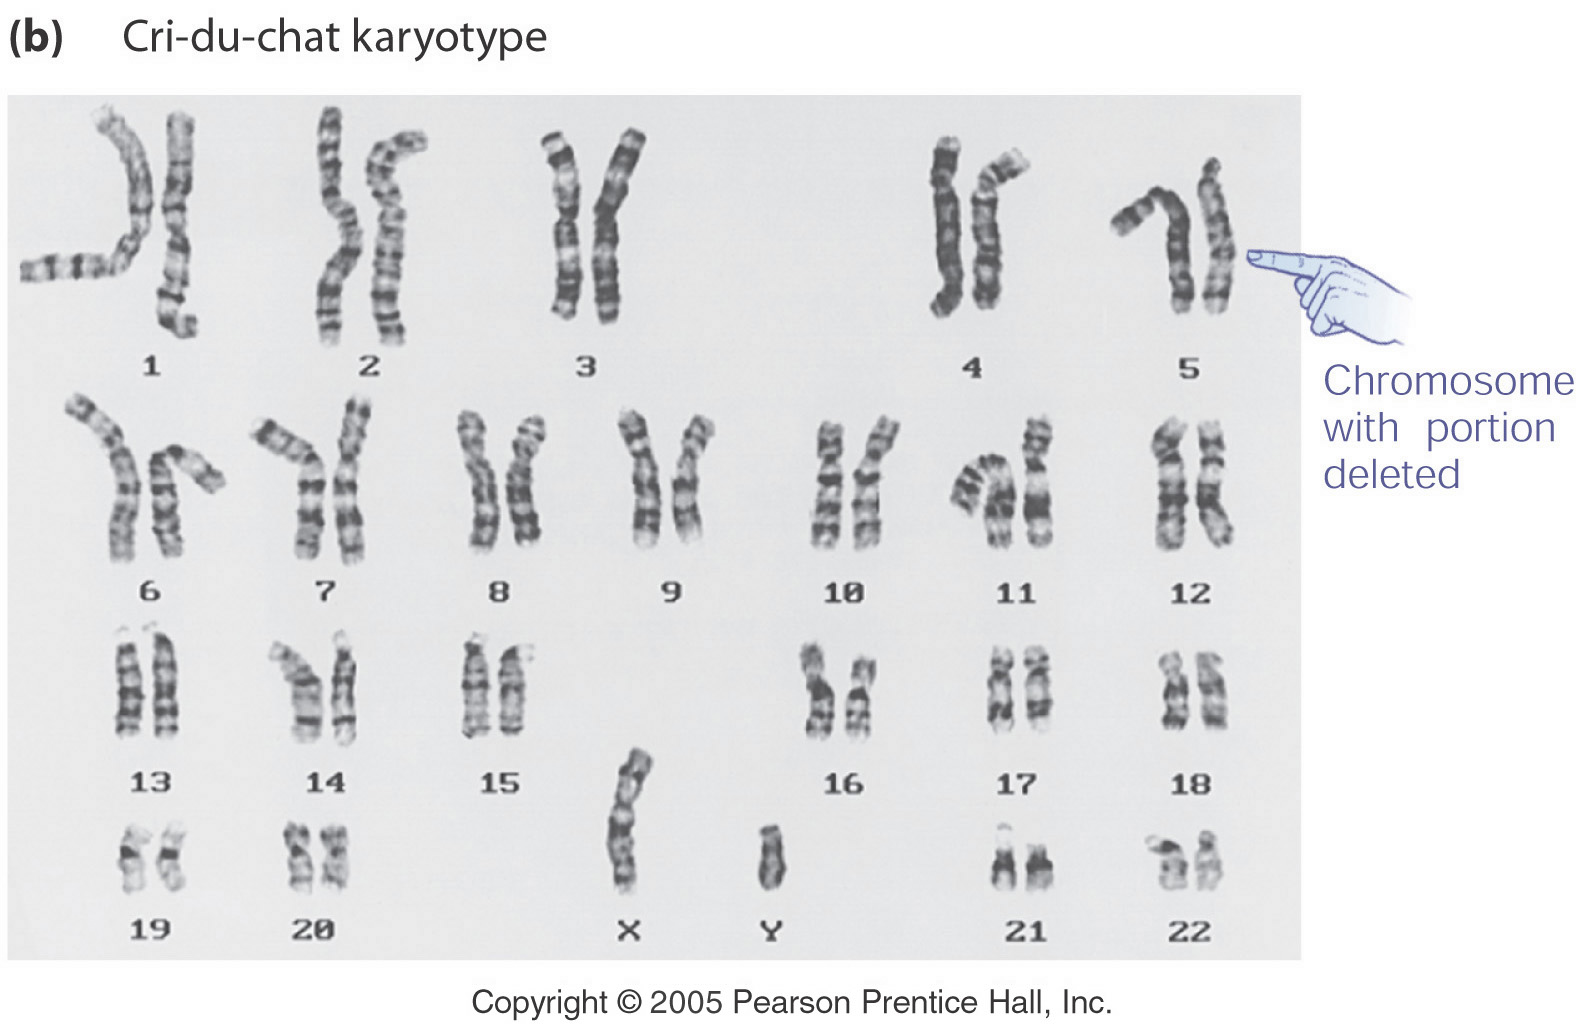 (b) Cri-du-chat karyotype
1 2 3 4 5
Chromosome
with portion
deleted
6 7 8 9 10 11 12
13 14 15 16 17 18
19 20 X Y 21 22
Copyright © 2005 Pearson Prentice Hall, Inc.